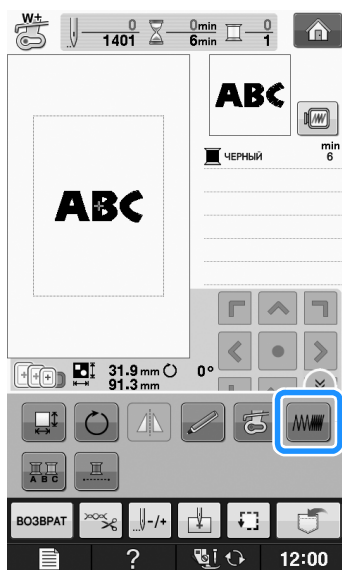 W+
0
1401
0min
6min
0
1
ABC
min
ЧЕРНЫЙ 6
ABC
31.9 mm 0°
91.3 mm
A B C
ВОЗВРАТ
-/+
?
12:00